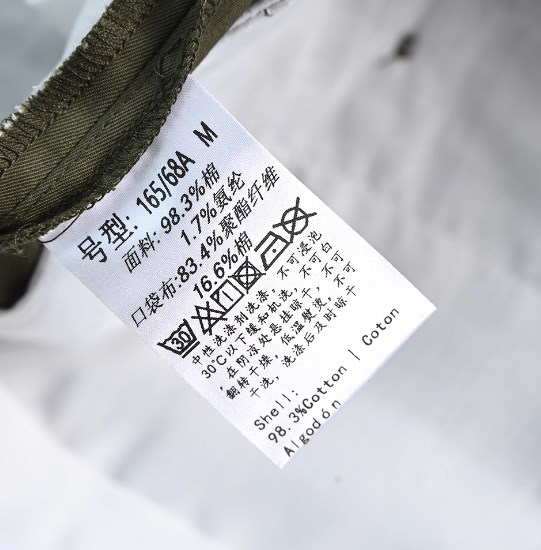 号型: 165/68A M
面料: 98.3%棉
1.7%氨纶
口袋布:83.4%聚酯纤维
16.6%棉
30
中性洗涤剂洗涤,不可浸泡
30℃以下缓和机洗,不可白
在阴凉处悬挂晾干,不可
翻转干燥,低温熨烫,不可
干洗,洗涤后及时晾干
Shell:
98.3%Cotton | Coton
Algodón